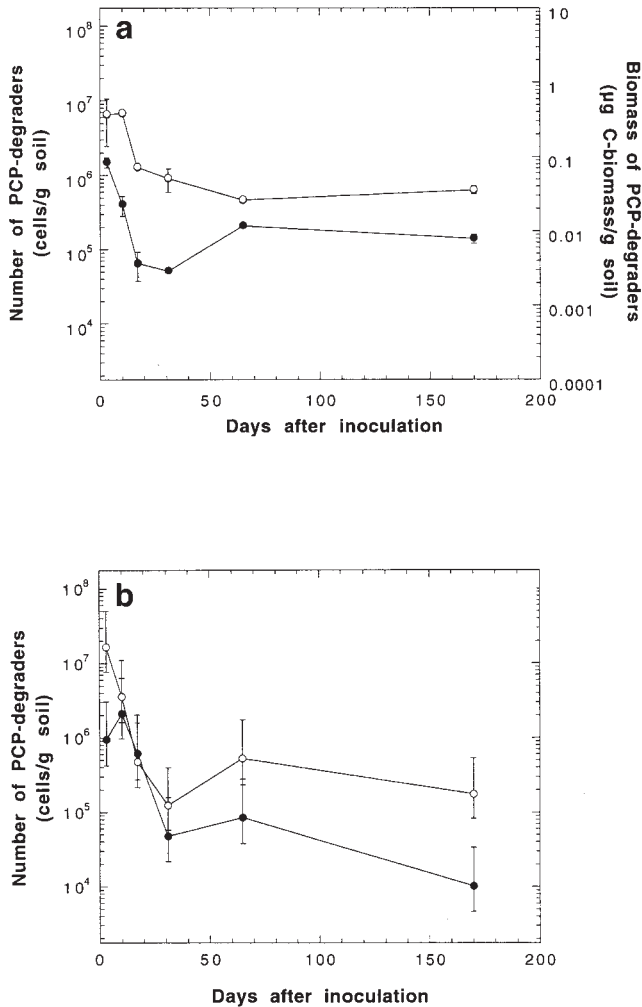 a
10^8
10^7
10^6
10^5
10^4
Number of PCP-degraders
(cells/g soil)
10
1
0.1
0.01
0.001
0.0001
Biomass of PCP-degraders
(µg C-biomass/g soil)
0 50 100 150 200
Days after inoculation
b
10^8
10^7
10^6
10^5
10^4
Number of PCP-degraders
(cells/g soil)
0 50 100 150 200
Days after inoculation